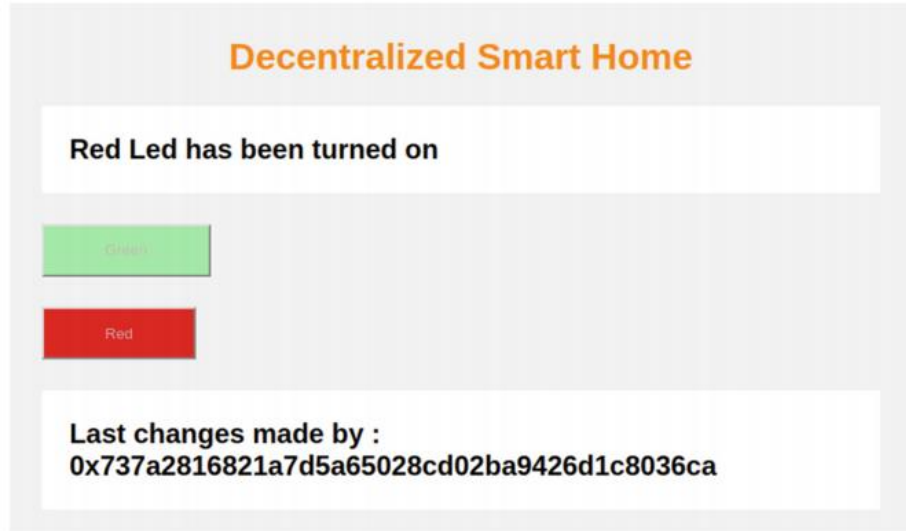 Decentralized Smart Home
Red Led has been turned on
Green
Red
Last changes made by :
0x737a2816821a7d5a65028cd02ba9426d1c8036ca